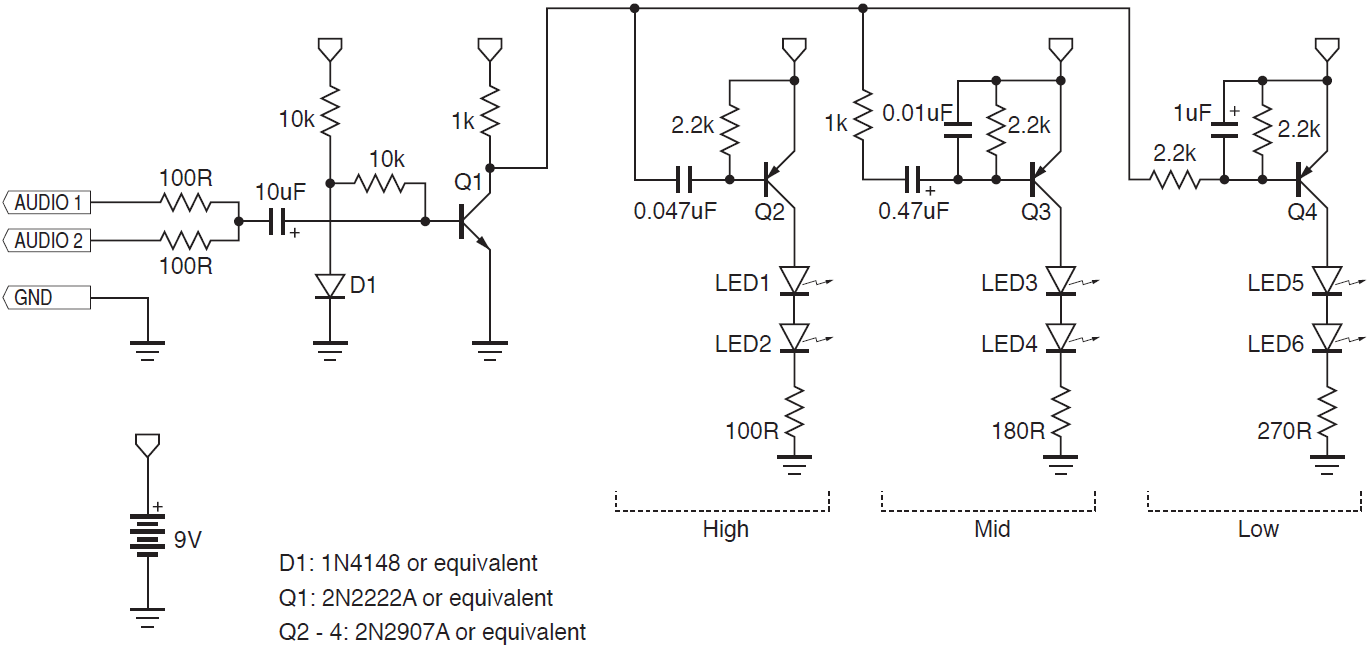 10k
1k
2.2k
1k
0.01uF
2.2k
1uF
+
2.2k
10k
2.2k
100R
10uF
Q1
AUDIO 1
+
0.047uF
Q2
0.47uF
+
Q3
Q4
AUDIO 2
100R
GND
D1
LED1
LED3
LED5
LED2
LED4
LED6
100R
180R
270R
+
9V
High
Mid
Low
D1: 1N4148 or equivalent
Q1: 2N2222A or equivalent
Q2 - 4: 2N2907A or equivalent